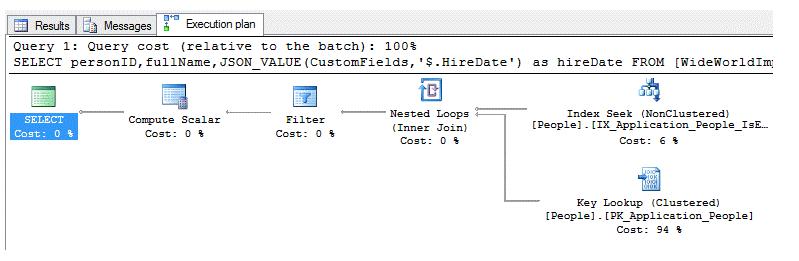 Results Messages Execution plan
Query 1: Query cost (relative to the batch): 100%
SELECT personID,fullName,JSON_VALUE(CustomFields,'$.HireDate') as hireDate FROM [WideWorldImp
SELECT
Cost: 0 %
Compute Scalar
Cost: 0 %
Filter
Cost: 0 %
Nested Loops
(Inner Join)
Cost: 0 %
Index Seek (NonClustered)
[People].[IX_Application_People_IsE…
Cost: 6 %
Key Lookup (Clustered)
[People].[PK_Application_People]
Cost: 94 %